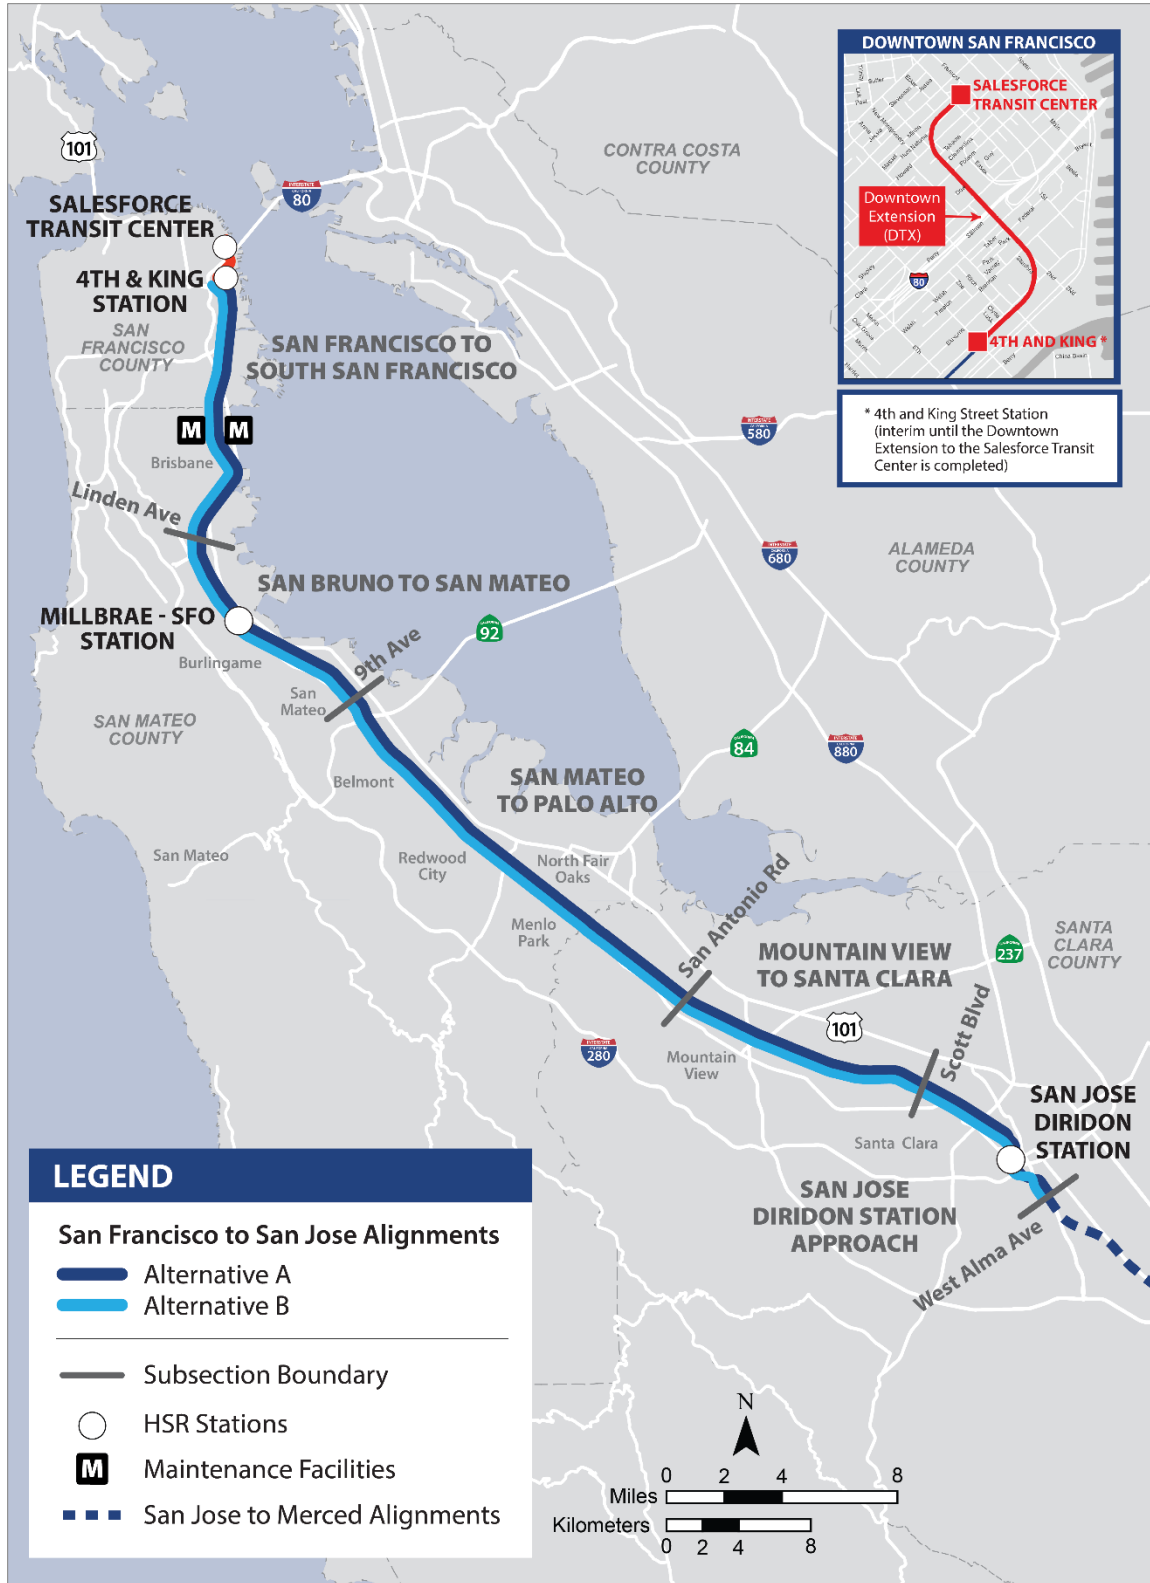 DOWNTOWN SAN FRANCISCO
SALESFORCE
TRANSIT CENTER
Downtown
Extension
(DTX)
80
4TH AND KING *
* 4th and King Street Station
(interim until the Downtown
Extension to the Salesforce Transit
Center is completed)
101
CONTRA COSTA
COUNTY
INTERSTATE
CALIFORNIA
80
SALESFORCE
TRANSIT CENTER
4TH & KING
STATION
SAN
FRANCISCO
COUNTY
SAN FRANCISCO TO
SOUTH SAN FRANCISCO
M
M
580
Brisbane
Linden Ave
680
ALAMEDA
COUNTY
SAN BRUNO TO SAN MATEO
MILLBRAE - SFO
STATION
92
9th Ave
Burlingame
San
Mateo
SAN MATEO
COUNTY
84
880
Belmont
SAN MATEO
TO PALO ALTO
San Mateo
Redwood
City
North Fair
Oaks
San Antonio Rd
Menlo
Park
MOUNTAIN VIEW
TO SANTA CLARA
237
SANTA
CLARA
COUNTY
101
Scott Blvd
280
Mountain
View
SAN JOSE
DIRIDON
STATION
Santa Clara
SAN JOSE
DIRIDON STATION
APPROACH
West Alma Ave
LEGEND
San Francisco to San Jose Alignments
Alternative A
Alternative B
Subsection Boundary
HSR Stations
M Maintenance Facilities
San Jose to Merced Alignments
N
0 2 4 8
Miles
Kilometers
0 2 4 8